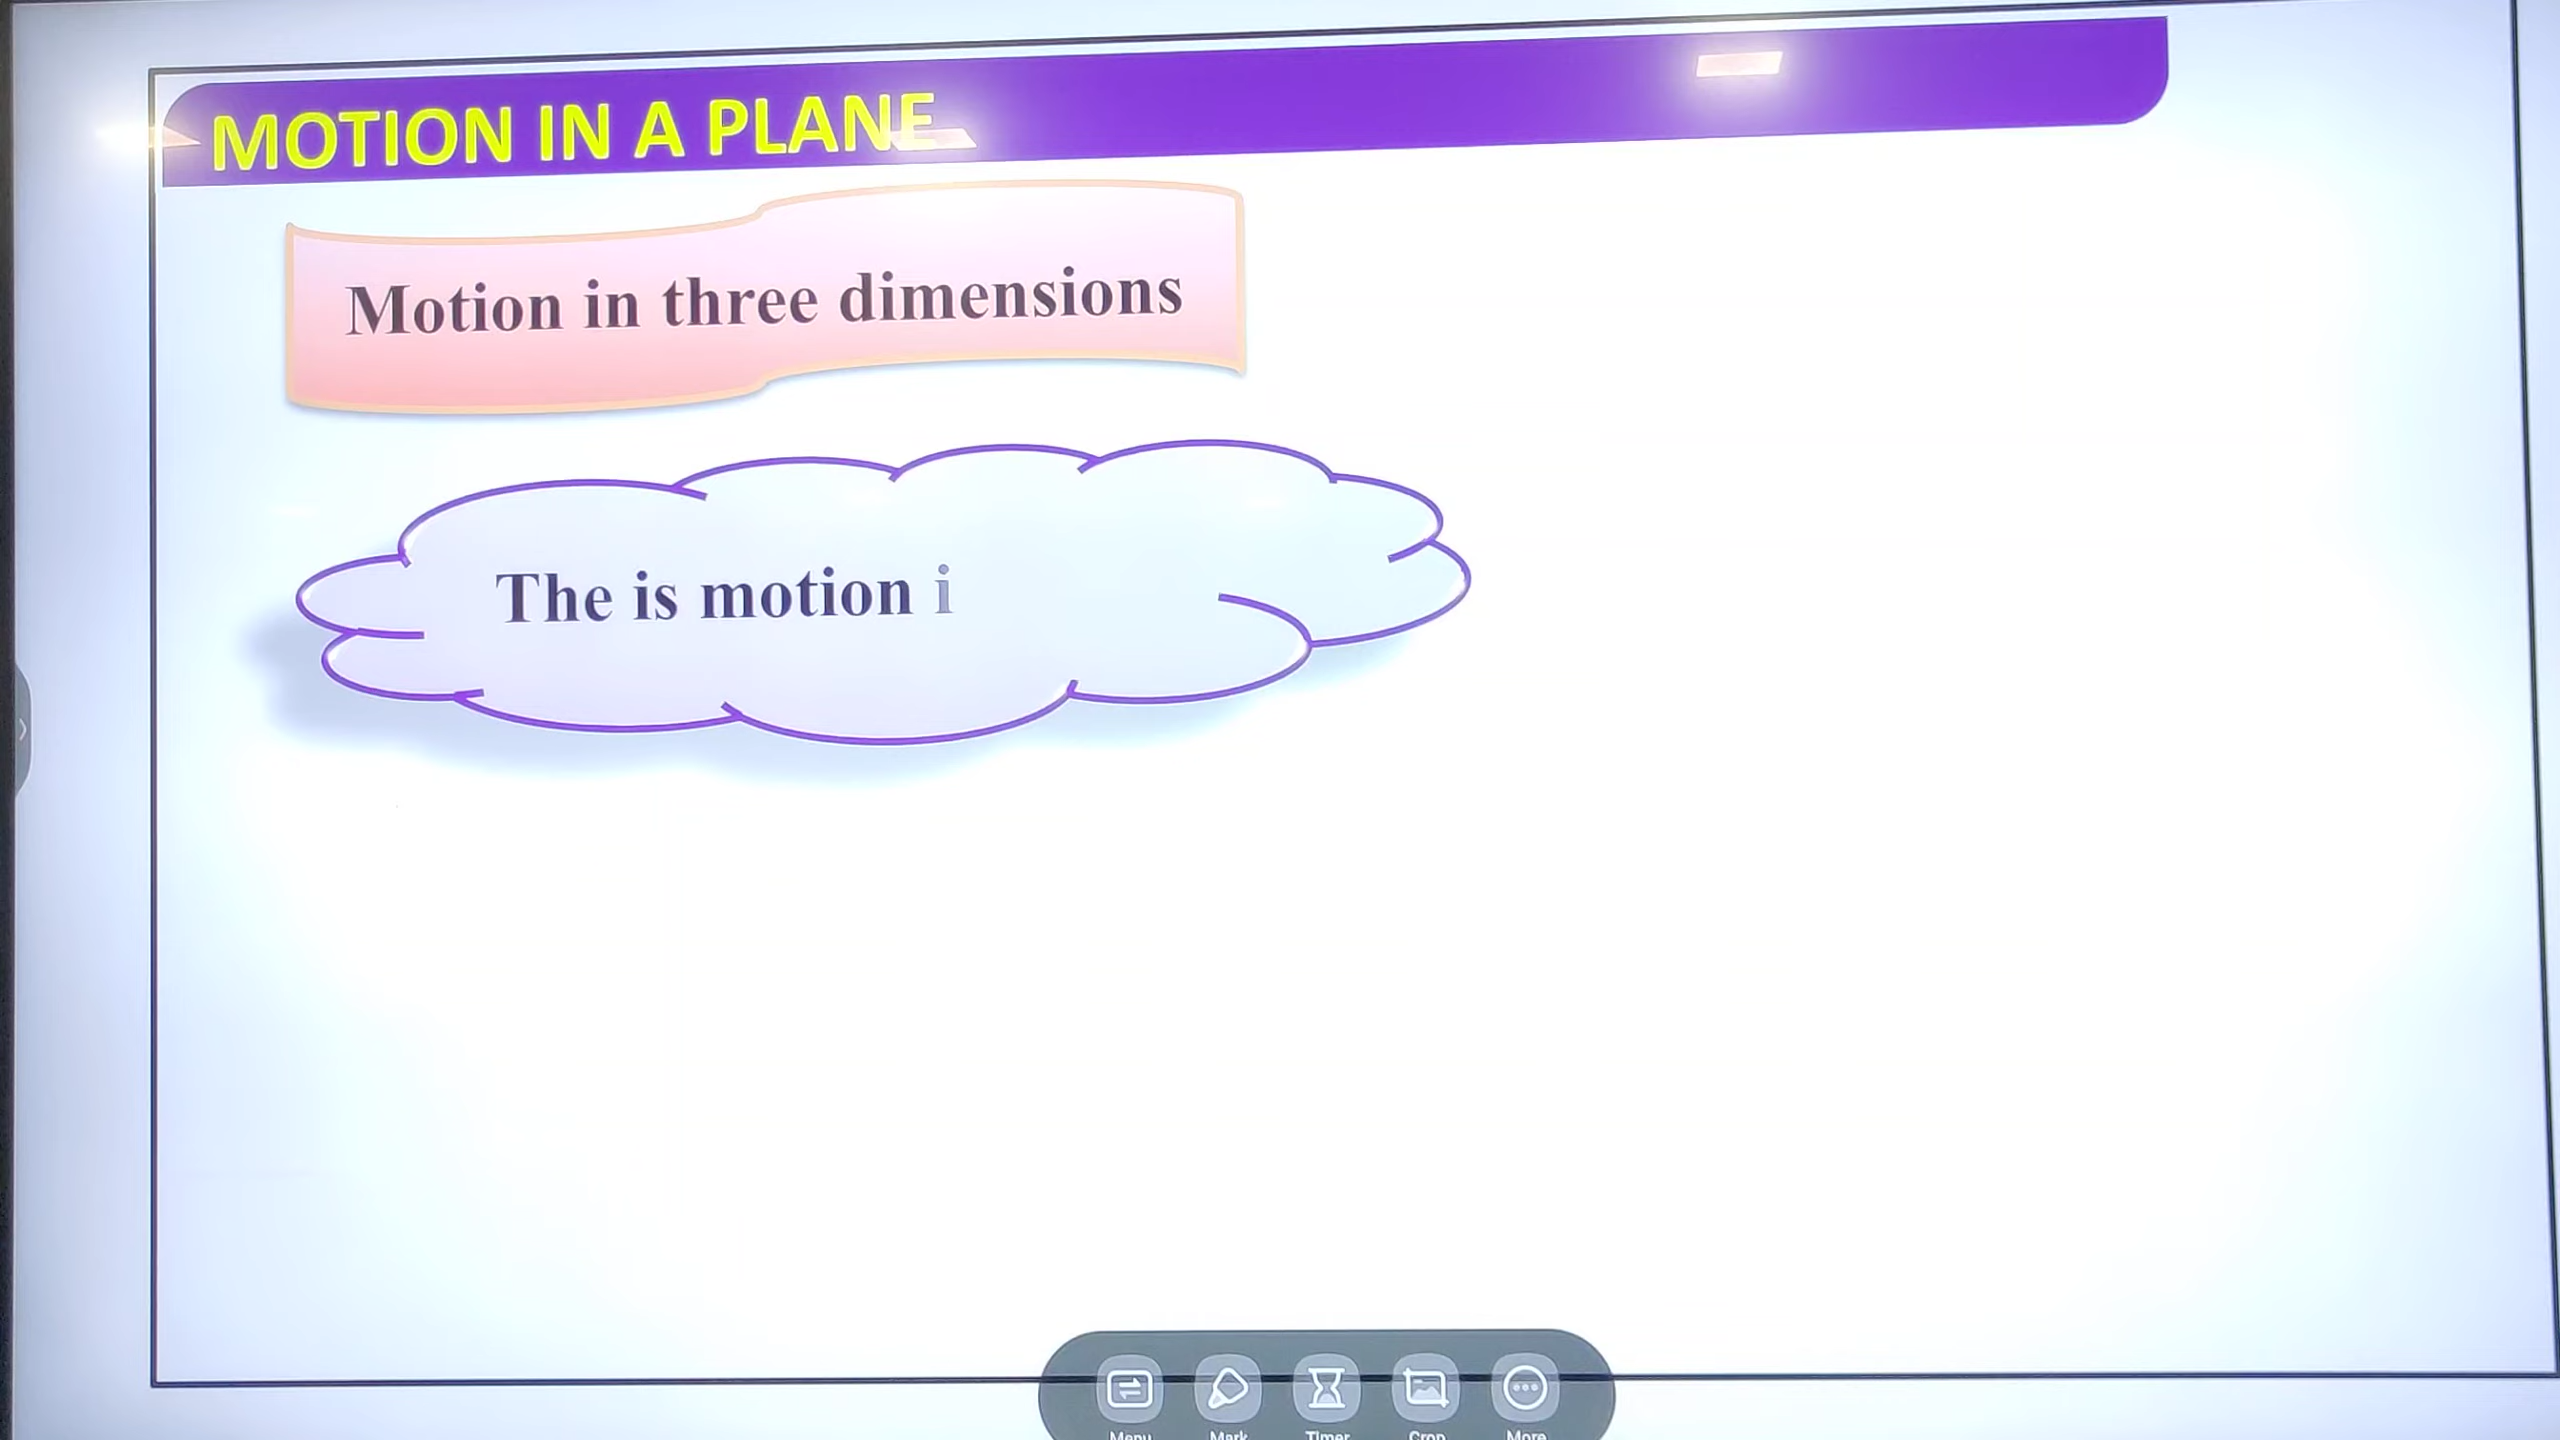 MOTION IN A PLANE
Motion in three dimensions
The is motion i
Menu Mark Timer Crop More